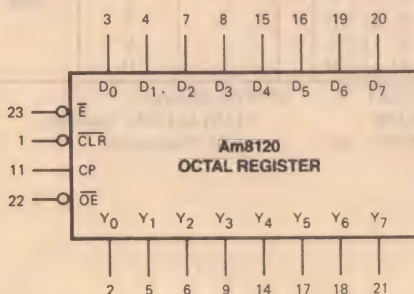 3 4 7 8 15 16 19 20
D0 D1 D2 D3 D4 D5 D6 D7
23 E̅
1 C̅L̅R̅
Am8120
11 CP
OCTAL REGISTER
22 O̅E̅
Y0 Y1 Y2 Y3 Y4 Y5 Y6 Y7
2 5 6 9 14 17 18 21